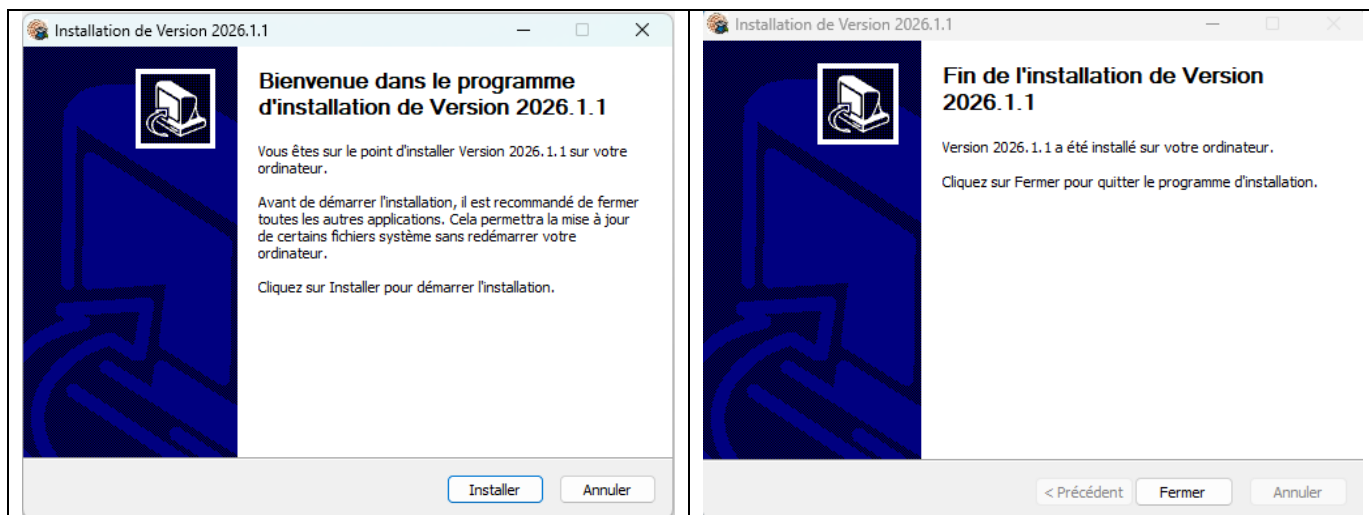 Installation de Version 2026.1.1
Bienvenue dans le programme
d'installation de Version 2026.1.1
Vous êtes sur le point d'installer Version 2026.1.1 sur votre
ordinateur.
Avant de démarrer l'installation, il est recommandé de fermer
toutes les autres applications. Cela permettra la mise à jour
de certains fichiers système sans redémarrer votre
ordinateur.
Cliquez sur Installer pour démarrer l'installation.
Installer
Annuler
Installation de Version 2026.1.1
Fin de l'installation de Version
2026.1.1
Version 2026.1.1 a été installé sur votre ordinateur.
Cliquez sur Fermer pour quitter le programme d'installation.
< Précédent
Fermer
Annuler